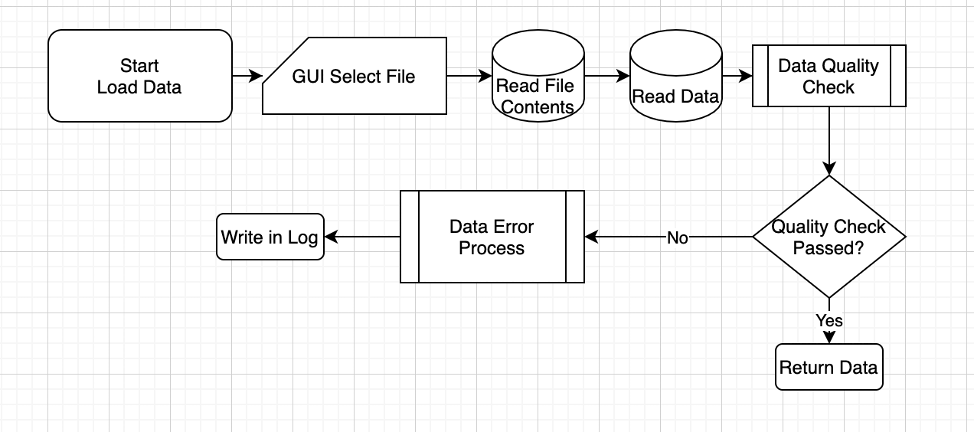 Start
Load Data
GUI Select File
Read File
Contents
Read Data
Data Quality
Check
Quality Check
Passed?
No
Data Error
Process
Write in Log
Yes
Return Data